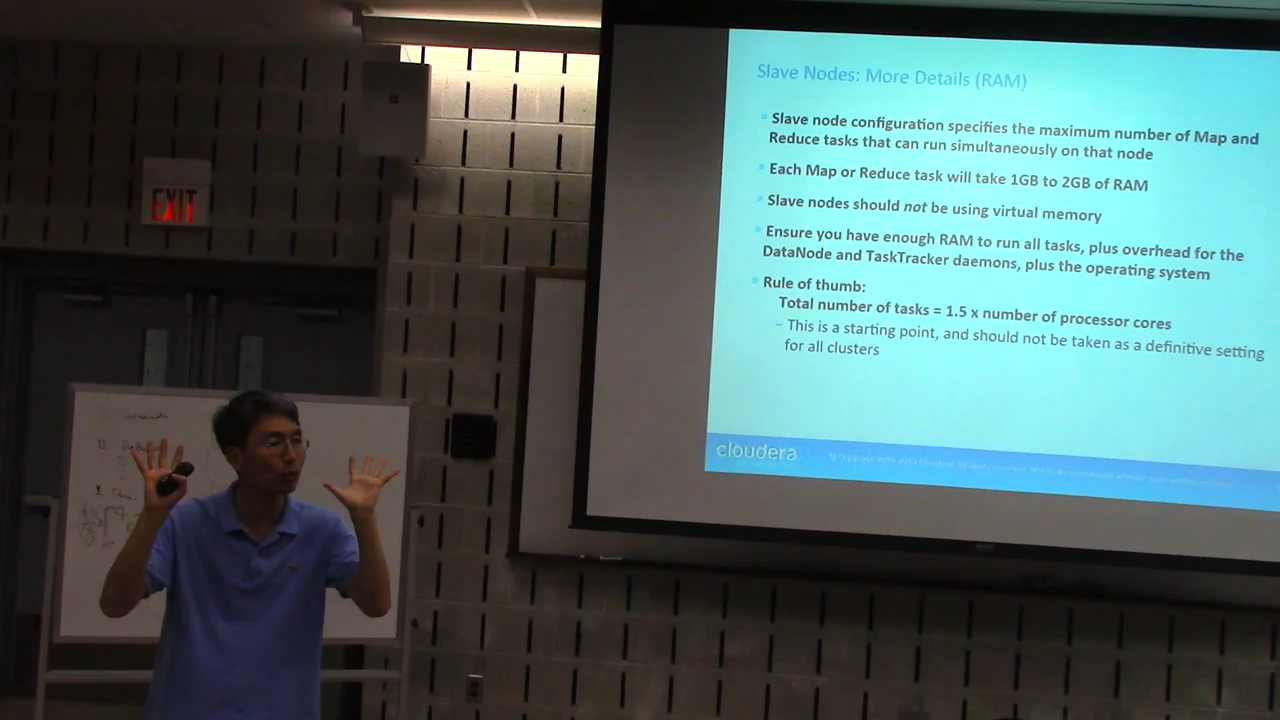 EXIT
Slave Nodes: More Details (RAM)
Slave node configuration specifies the maximum number of Map and
Reduce tasks that can run simultaneously on that node
Each Map or Reduce task will take 1GB to 2GB of RAM
Slave nodes should not be using virtual memory
Ensure you have enough RAM to run all tasks, plus overhead for the
DataNode and TaskTracker daemons, plus the operating system
Rule of thumb:
Total number of tasks = 1.5 x number of processor cores
– This is a starting point, and should not be taken as a definitive setting
for all clusters
cloudera